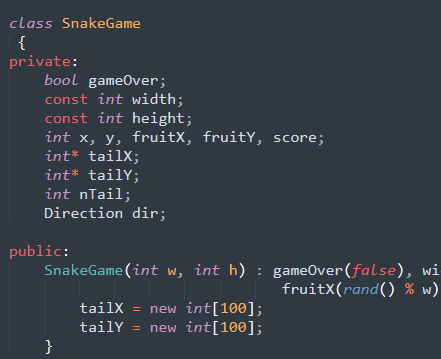 class SnakeGame
{
private:
bool gameOver;
const int width;
const int height;
int x, y, fruitX, fruitY, score;
int* tailX;
int* tailY;
int nTail;
Direction dir;
public:
SnakeGame(int w, int h) : gameOver(false), wi
fruitX(rand() % w)
tailX = new int[100];
tailY = new int[100];
}